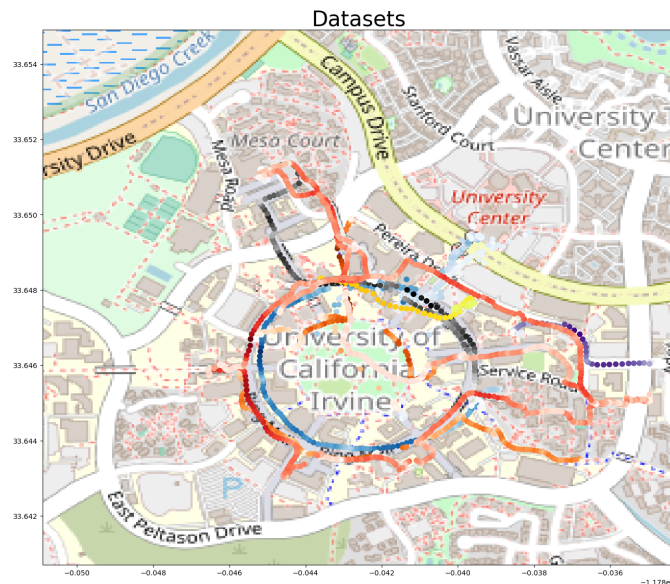 Datasets
33.654
33.652
33.650
33.648
33.646
33.644
33.642
−0.050
−0.048
−0.046
−0.044
−0.042
−0.040
−0.038
−0.036
San Diego Creek
rsity Drive
Campus Drive
Vassar Aisle
Stanford Court
University
Center
Mesa Court
Mesa Road
University
Center
University of
California
Irvine
Service Road
P
East Peltason Drive